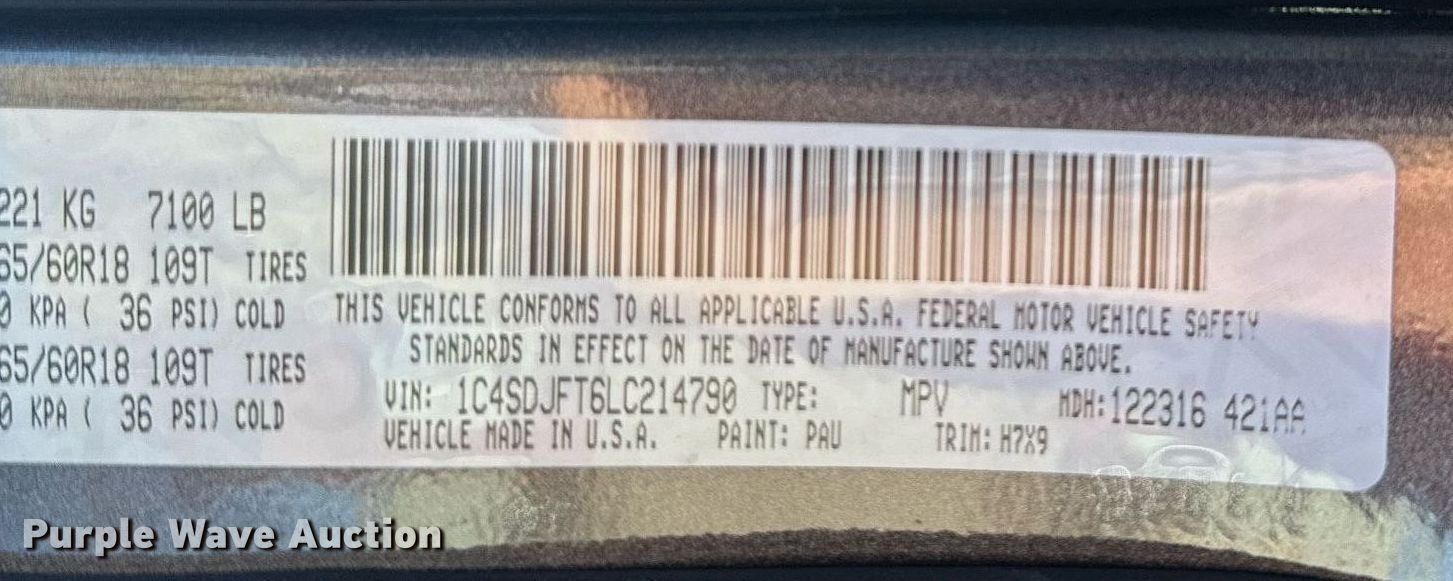 221 KG 7100 LB
65/60R18 109T TIRES
0 KPA ( 36 PSI) COLD
65/60R18 109T TIRES
0 KPA ( 36 PSI) COLD
THIS VEHICLE CONFORMS TO ALL APPLICABLE U.S.A. FEDERAL MOTOR VEHICLE SAFETY
STANDARDS IN EFFECT ON THE DATE OF MANUFACTURE SHOWN ABOVE.
VIN: 1C4SDJFT6LC214790 TYPE: MPV MDH:122316 421AA
VEHICLE MADE IN U.S.A. PAINT: PAU TRIM: H7X9
Purple Wave Auction